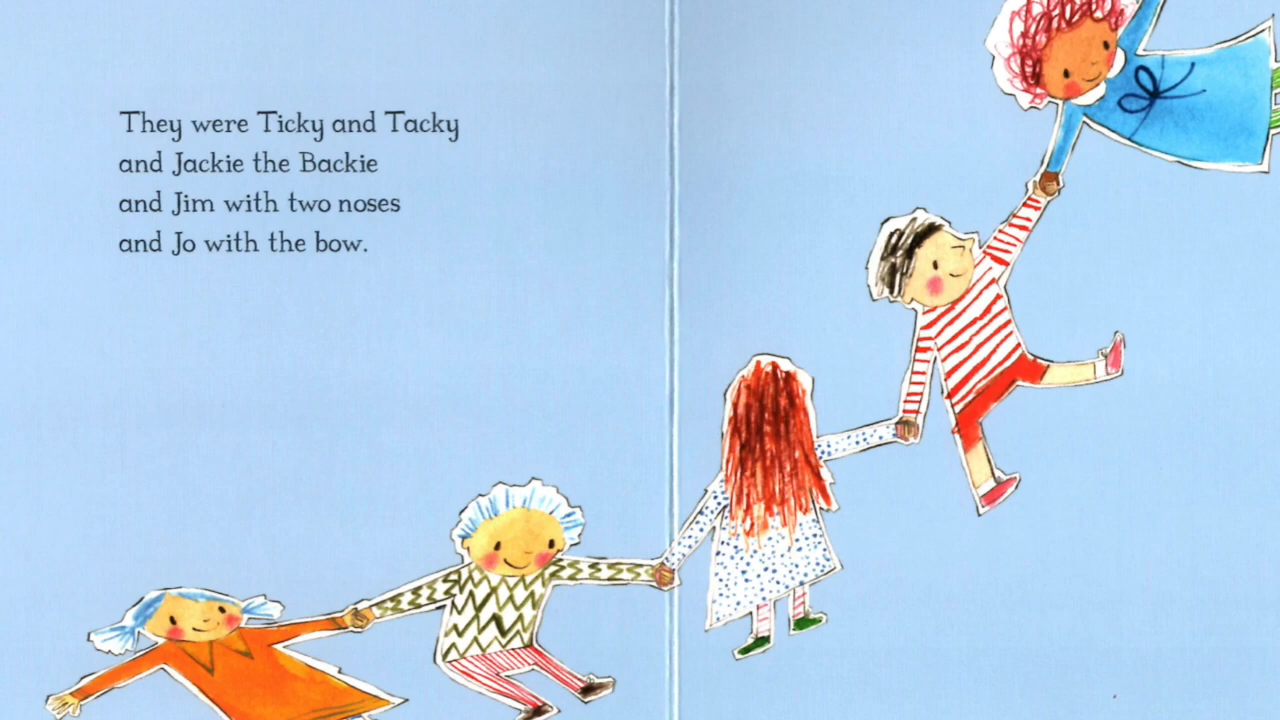 They were Ticky and Tacky
and Jackie the Backie
and Jim with two noses
and Jo with the bow.